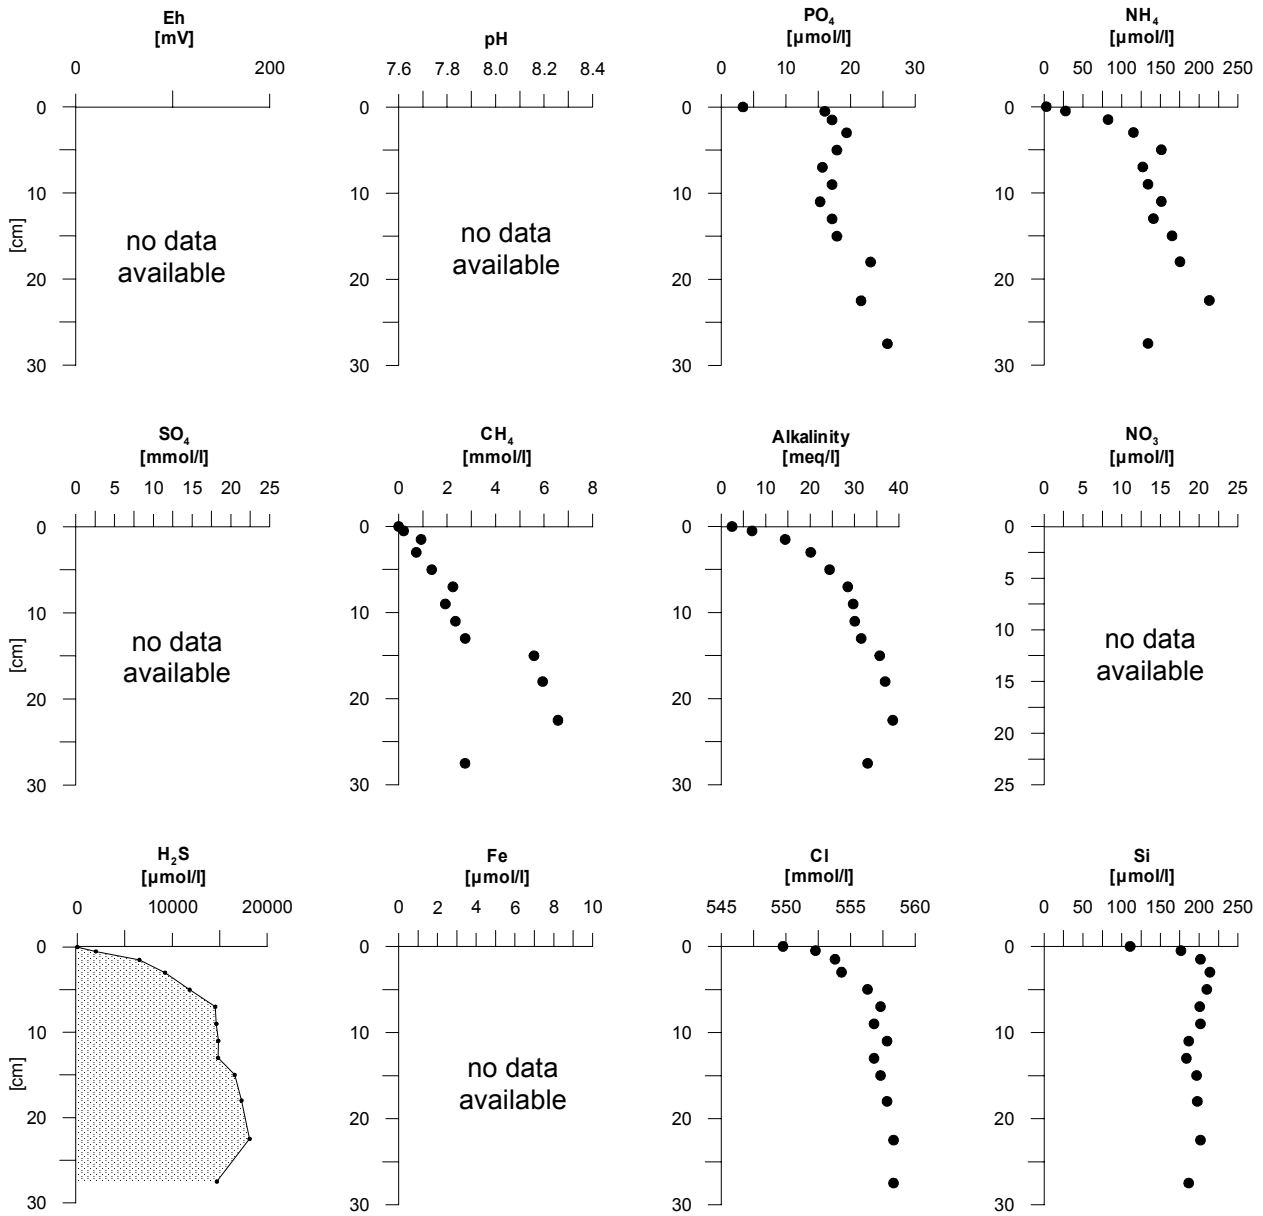 Eh
[mV]
0 200
0
10
20
30
[cm]
no data
available
pH
7.6 7.8 8.0 8.2 8.4
0
10
20
30
no data
available
PO₄
[µmol/l]
0 10 20 30
0
10
20
30
NH₄
[µmol/l]
0 50 100 150 200 250
0
10
20
30
SO₄
[mmol/l]
0 5 10 15 20 25
0
10
20
30
[cm]
no data
available
CH₄
[mmol/l]
0 2 4 6 8
0
10
20
30
Alkalinity
[meq/l]
0 10 20 30 40
0
10
20
30
NO₃
[µmol/l]
0 5 10 15 20 25
0
5
10
15
20
25
no data
available
H₂S
[µmol/l]
0 10000 20000
0
10
20
30
[cm]
Fe
[µmol/l]
0 2 4 6 8 10
0
10
20
30
no data
available
Cl
[mmol/l]
545 550 555 560
0
10
20
30
Si
[µmol/l]
0 50 100 150 200 250
0
10
20
30